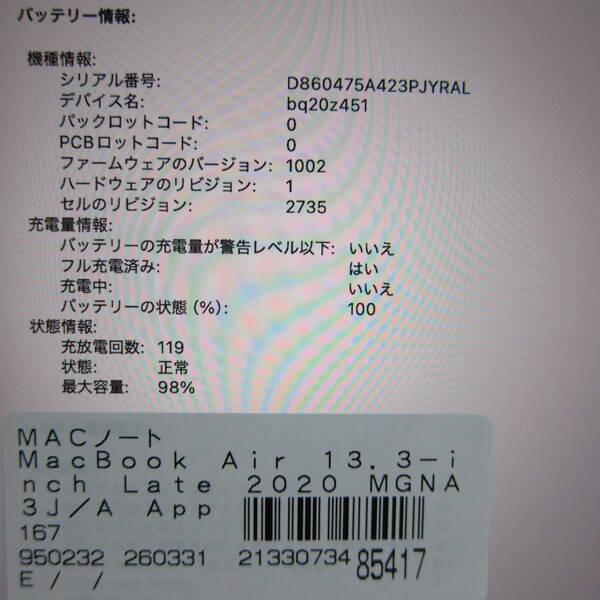 バッテリー情報:
機種情報:
シリアル番号: D860475A423PJYRAL
デバイス名: bq20z451
パックロットコード: 0
PCBロットコード: 0
ファームウェアのバージョン: 1002
ハードウェアのリビジョン: 1
セルのリビジョン: 2735
充電量情報:
バッテリーの充電量が警告レベル以下: いいえ
フル充電済み: はい
充電中: いいえ
バッテリーの状態 (%): 100
状態情報:
充放電回数: 119
状態: 正常
最大容量: 98%
MACノート
MacBook Air 13.3-i
nch Late 2020 MGNA
3J/A App
167
950232 260331 21330734 85417
E / /